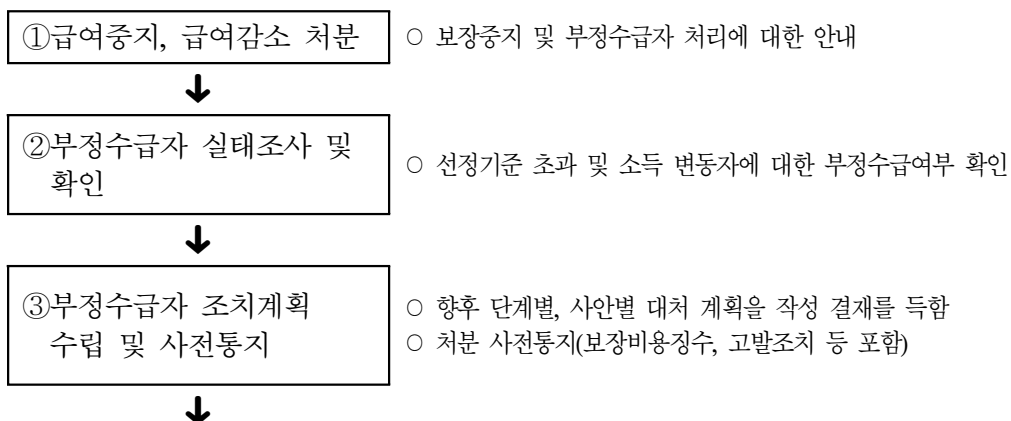 ①급여중지, 급여감소 처분
○ 보장중지 및 부정수급자 처리에 대한 안내
②부정수급자 실태조사 및
확인
○ 선정기준 초과 및 소득 변동자에 대한 부정수급여부 확인
③부정수급자 조치계획
수립 및 사전통지
○ 향후 단계별, 사안별 대처 계획을 작성 결재를 득함
○ 처분 사전통지(보장비용징수, 고발조치 등 포함)